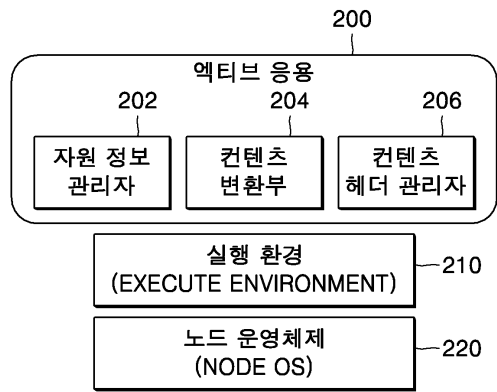 200
엑티브 응용
202
204
206
자원 정보
관리자
컨텐츠
변환부
컨텐츠
헤더 관리자
실행 환경
(EXECUTE ENVIRONMENT)
210
노드 운영체제
(NODE OS)
220